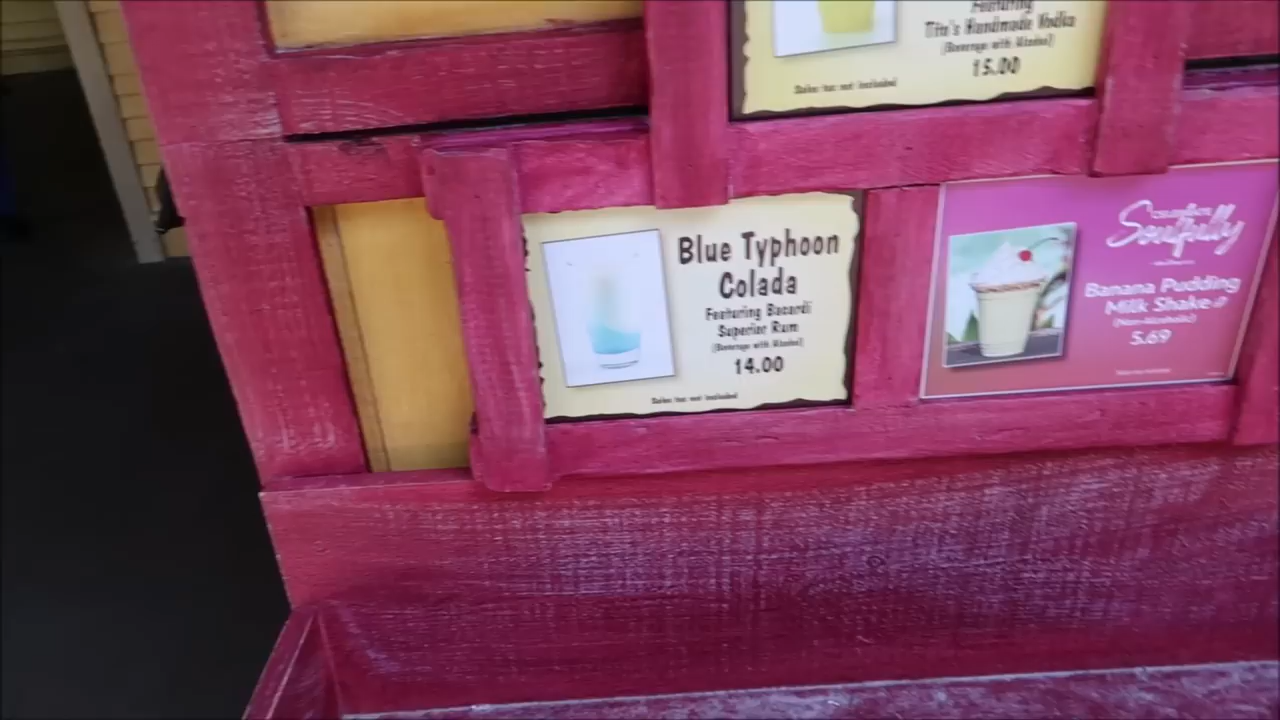 Featuring
Tito's Handmade Vodka
(Beverage with Alcohol)
15.00
Sales tax not included
Blue Typhoon
Colada
Featuring Bacardi
Superior Rum
(Beverage with Alcohol)
14.00
Sales tax not included
Soulfully
Banana Pudding
Milk Shake
(Non-Alcoholic)
5.69